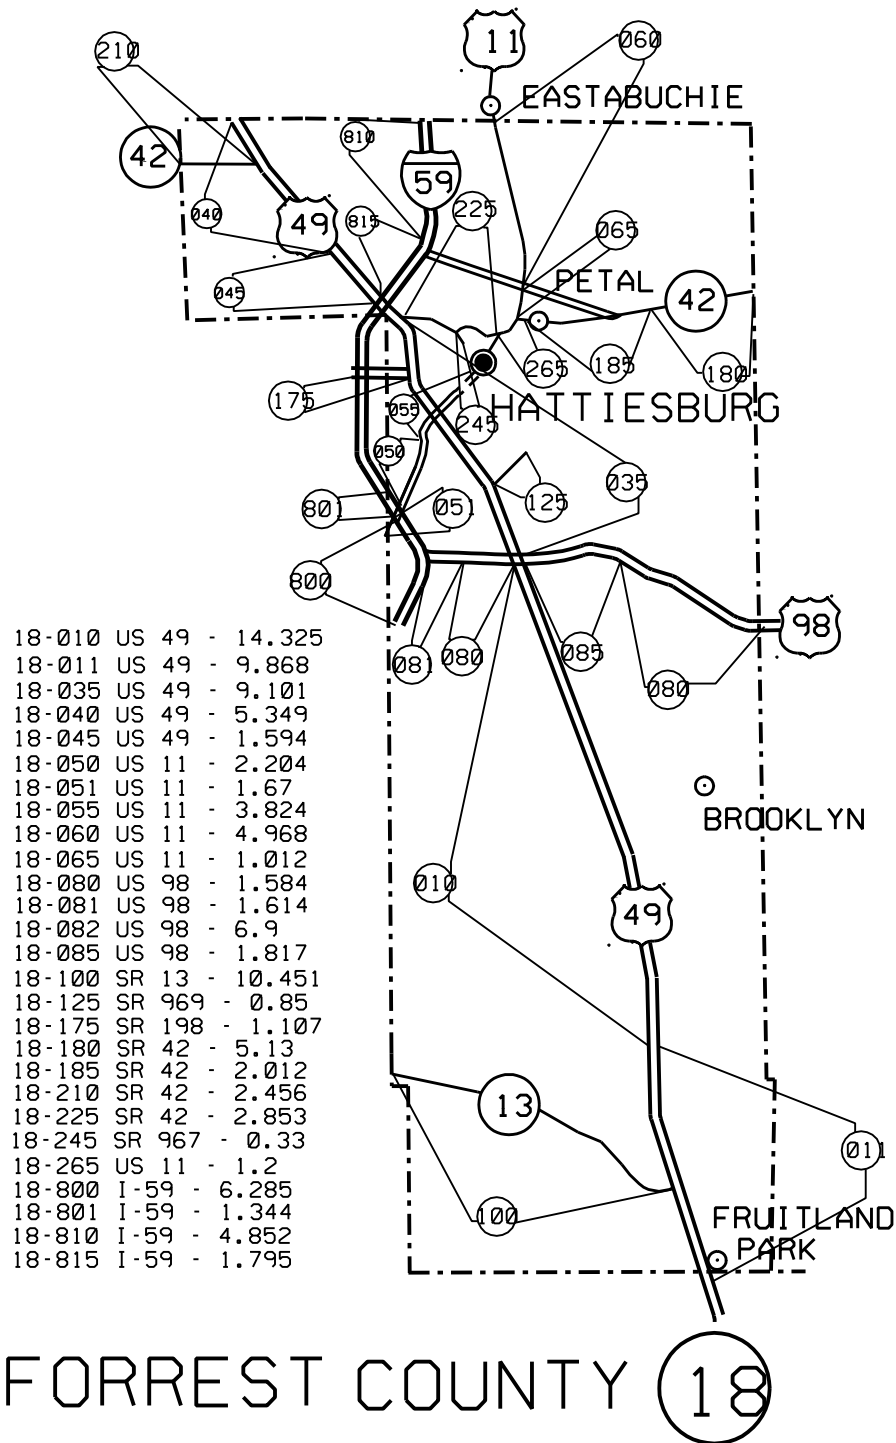 11
060
210
EASTABUCHIE
810
42
59
040
49
815
225
065
PETAL
045
42
265
185
180
175
055
HATTIESBURG
245
050
035
801
051
125
800
98
081
080
085
080
18-010 US 49 - 14.325
18-011 US 49 - 9.868
18-035 US 49 - 9.101
18-040 US 49 - 5.349
18-045 US 49 - 1.594
18-050 US 11 - 2.204
18-051 US 11 - 1.67
18-055 US 11 - 3.824
18-060 US 11 - 4.968
18-065 US 11 - 1.012
18-080 US 98 - 1.584
18-081 US 98 - 1.614
18-082 US 98 - 6.9
18-085 US 98 - 1.817
18-100 SR 13 - 10.451
18-125 SR 969 - 0.85
18-175 SR 198 - 1.107
18-180 SR 42 - 5.13
18-185 SR 42 - 2.012
18-210 SR 42 - 2.456
18-225 SR 42 - 2.853
18-245 SR 967 - 0.33
18-265 US 11 - 1.2
18-800 I-59 - 6.285
18-801 I-59 - 1.344
18-810 I-59 - 4.852
18-815 I-59 - 1.795
BROOKLYN
010
49
13
011
100
FRUITLAND
PARK
FORREST COUNTY 18